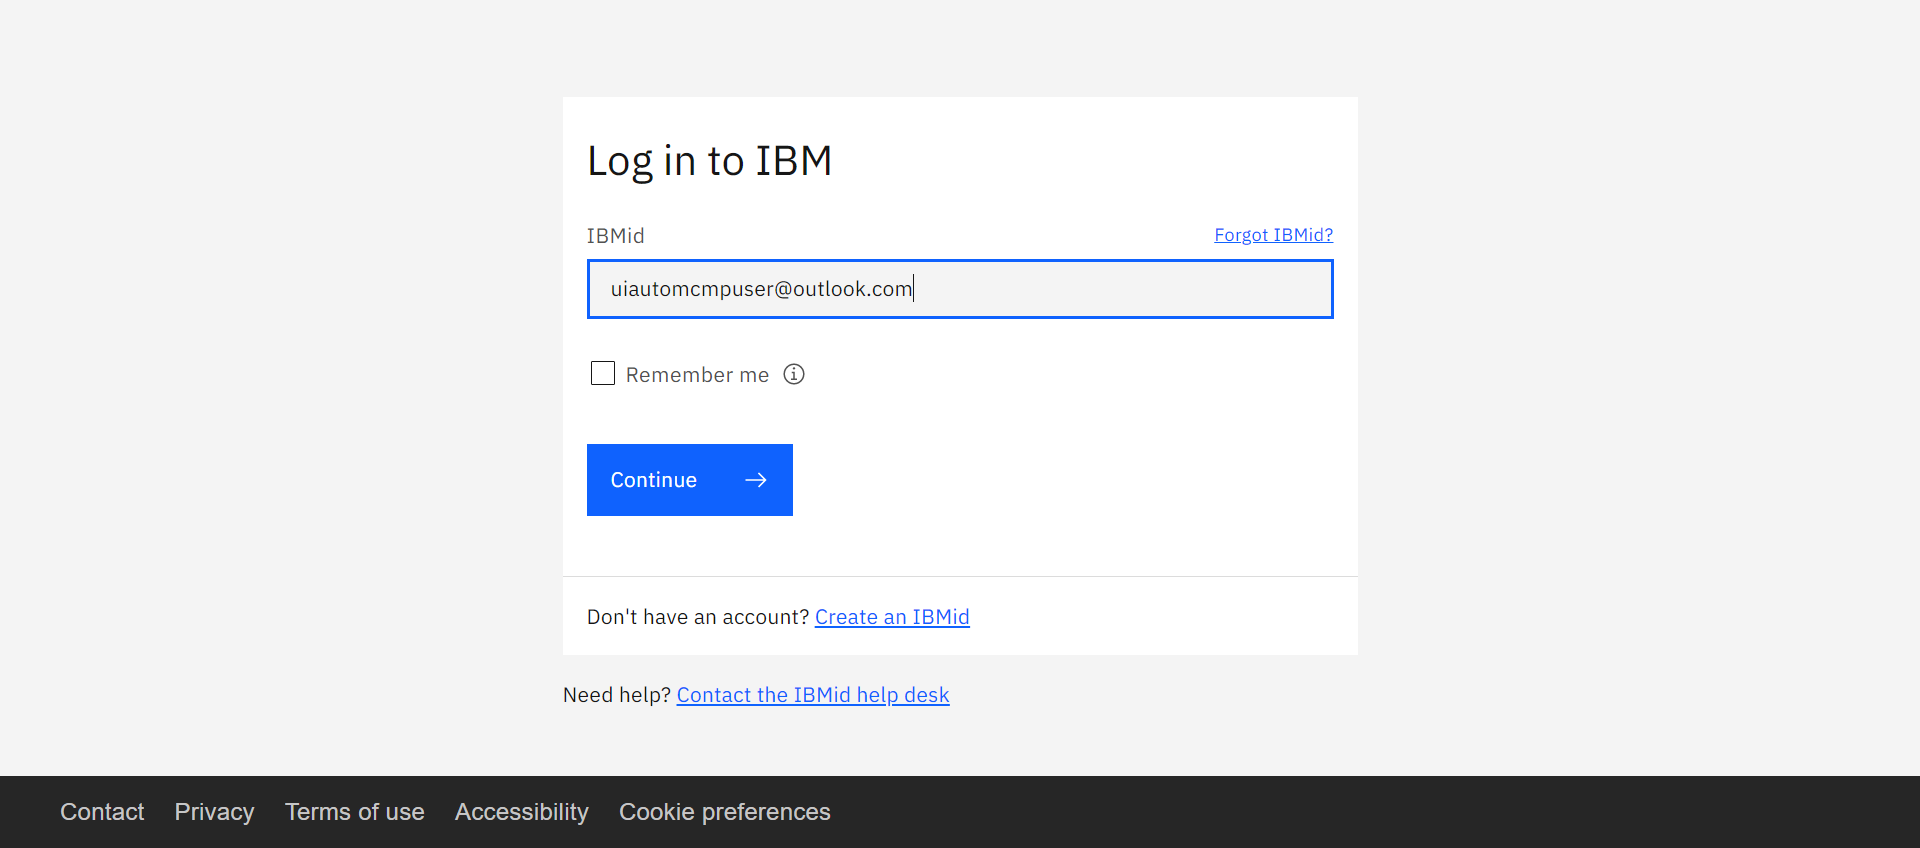 Log in to IBM
IBMid Forgot IBMid?
uiautomcmpuser@outlook.com
Remember me
Continue
Don't have an account? Create an IBMid
Need help? Contact the IBMid help desk
Contact Privacy Terms of use Accessibility Cookie preferences